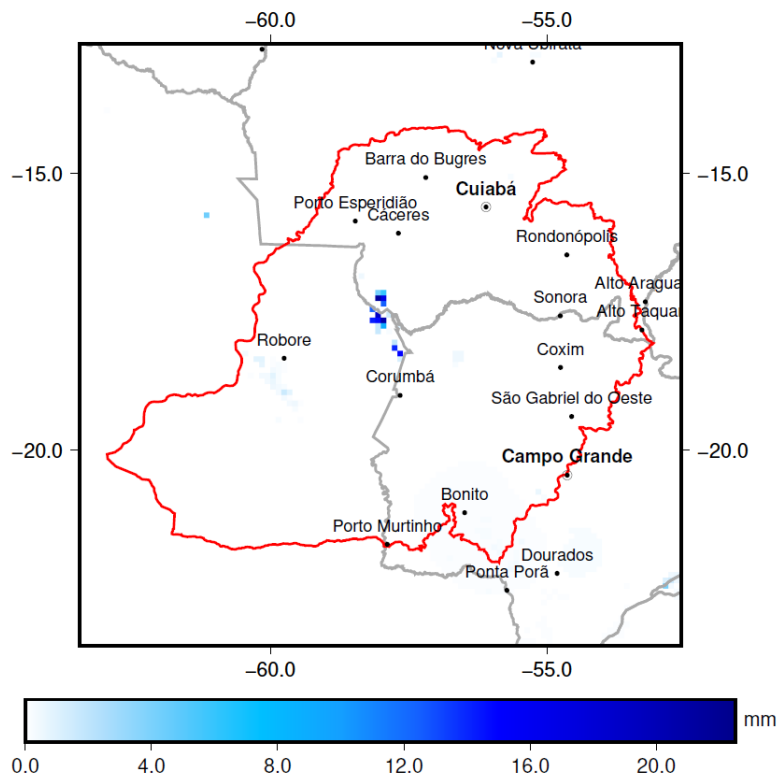 −60.0 −55.0
Nova Ubiratã
−15.0 −15.0
Barra do Bugres
Cuiabá
Porto Esperidião
Cáceres
Rondonópolis
Alto Aragua
Sonora
Alto Taquar
Robore
Coxim
Corumbá
São Gabriel do Oeste
−20.0 −20.0
Campo Grande
Bonito
Porto Murtinho
Dourados
Ponta Porã
−60.0 −55.0
mm
0.0 4.0 8.0 12.0 16.0 20.0